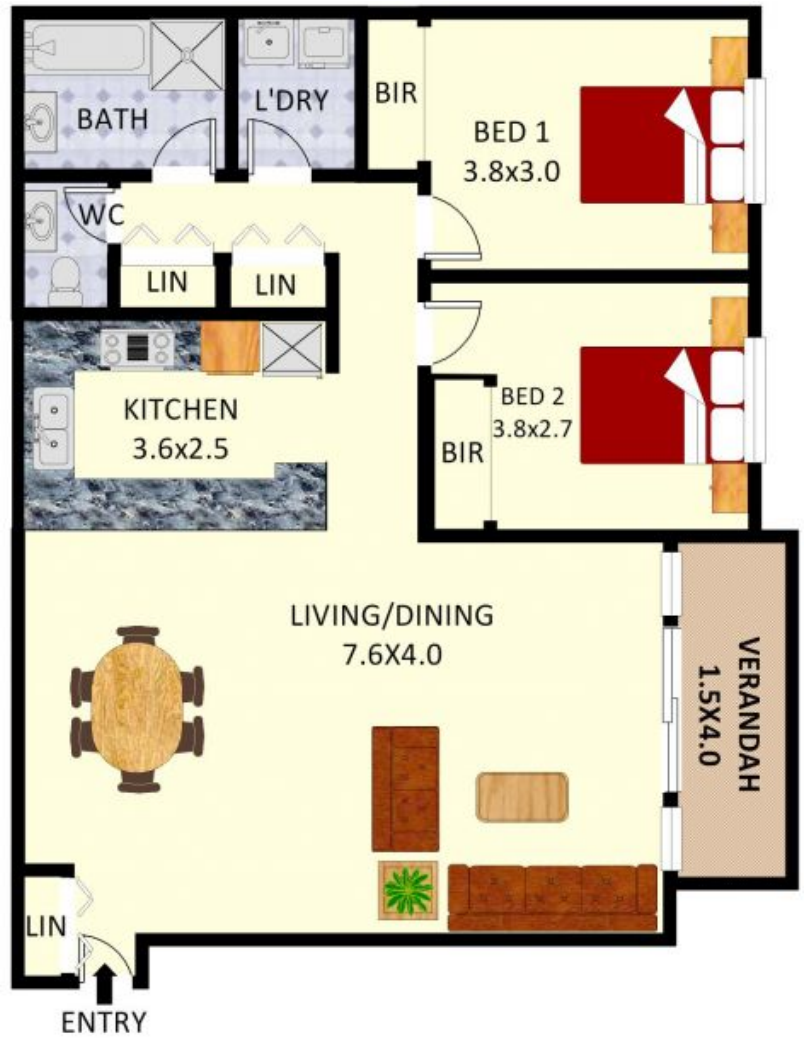 BATH
L'DRY
BIR
BED 1
3.8x3.0
WC
LIN
LIN
KITCHEN
3.6x2.5
BED 2
3.8x2.7
BIR
LIVING/DINING
7.6X4.0
VERANDAH
1.5X4.0
LIN
ENTRY